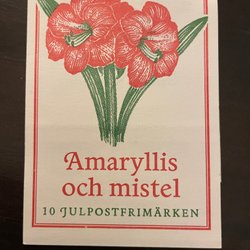 Amaryllis
och mistel
10 JULPOSTFRIMÄRKEN